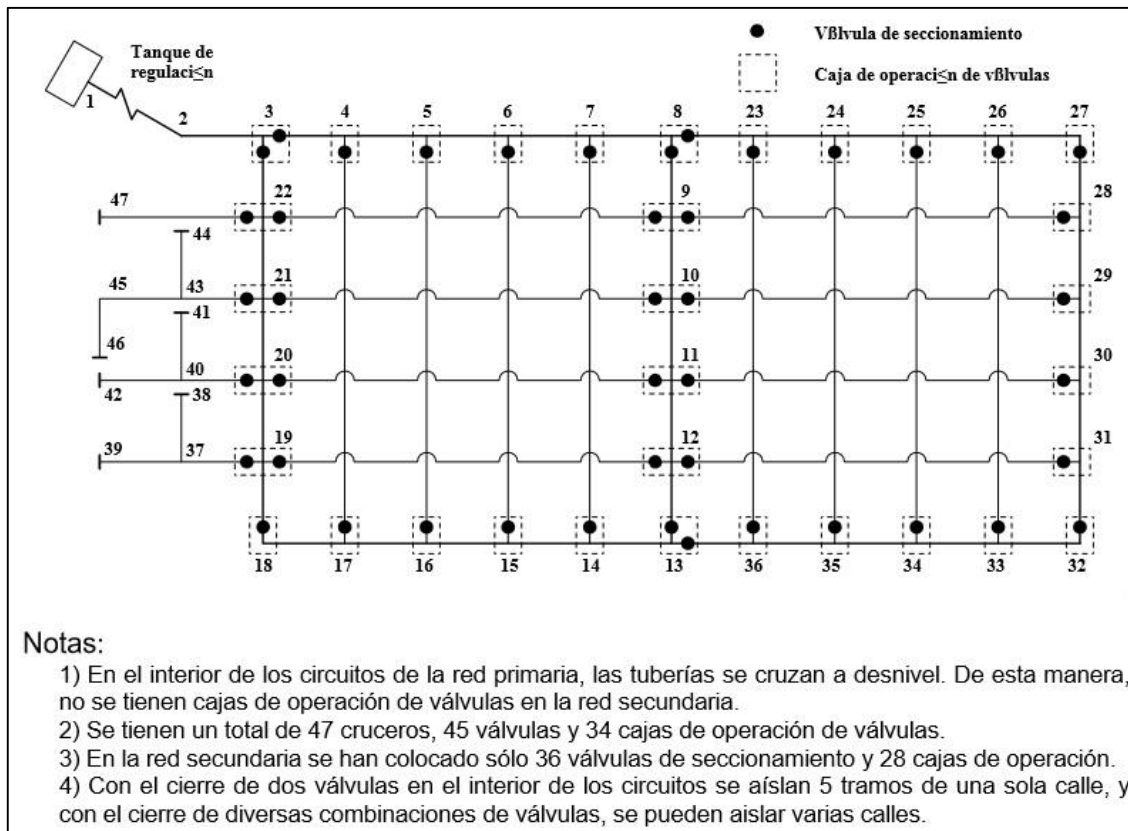 Tanque de
regulaci≤n
Vßlvula de seccionamiento
Caja de operaci≤n de vßlvulas
1
2
3 4 5 6 7 8 23 24 25 26 27
47 22 9 28
44
45 43 21 10 29
41
46
40 20 11 30
42 38
39 37 19 12 31
18 17 16 15 14 13 36 35 34 33 32
Notas:
1) En el interior de los circuitos de la red primaria, las tuberías se cruzan a desnivel. De esta manera,
no se tienen cajas de operación de válvulas en la red secundaria.
2) Se tienen un total de 47 cruceros, 45 válvulas y 34 cajas de operación de válvulas.
3) En la red secundaria se han colocado sólo 36 válvulas de seccionamiento y 28 cajas de operación.
4) Con el cierre de dos válvulas en el interior de los circuitos se aíslan 5 tramos de una sola calle, y
con el cierre de diversas combinaciones de válvulas, se pueden aislar varias calles.